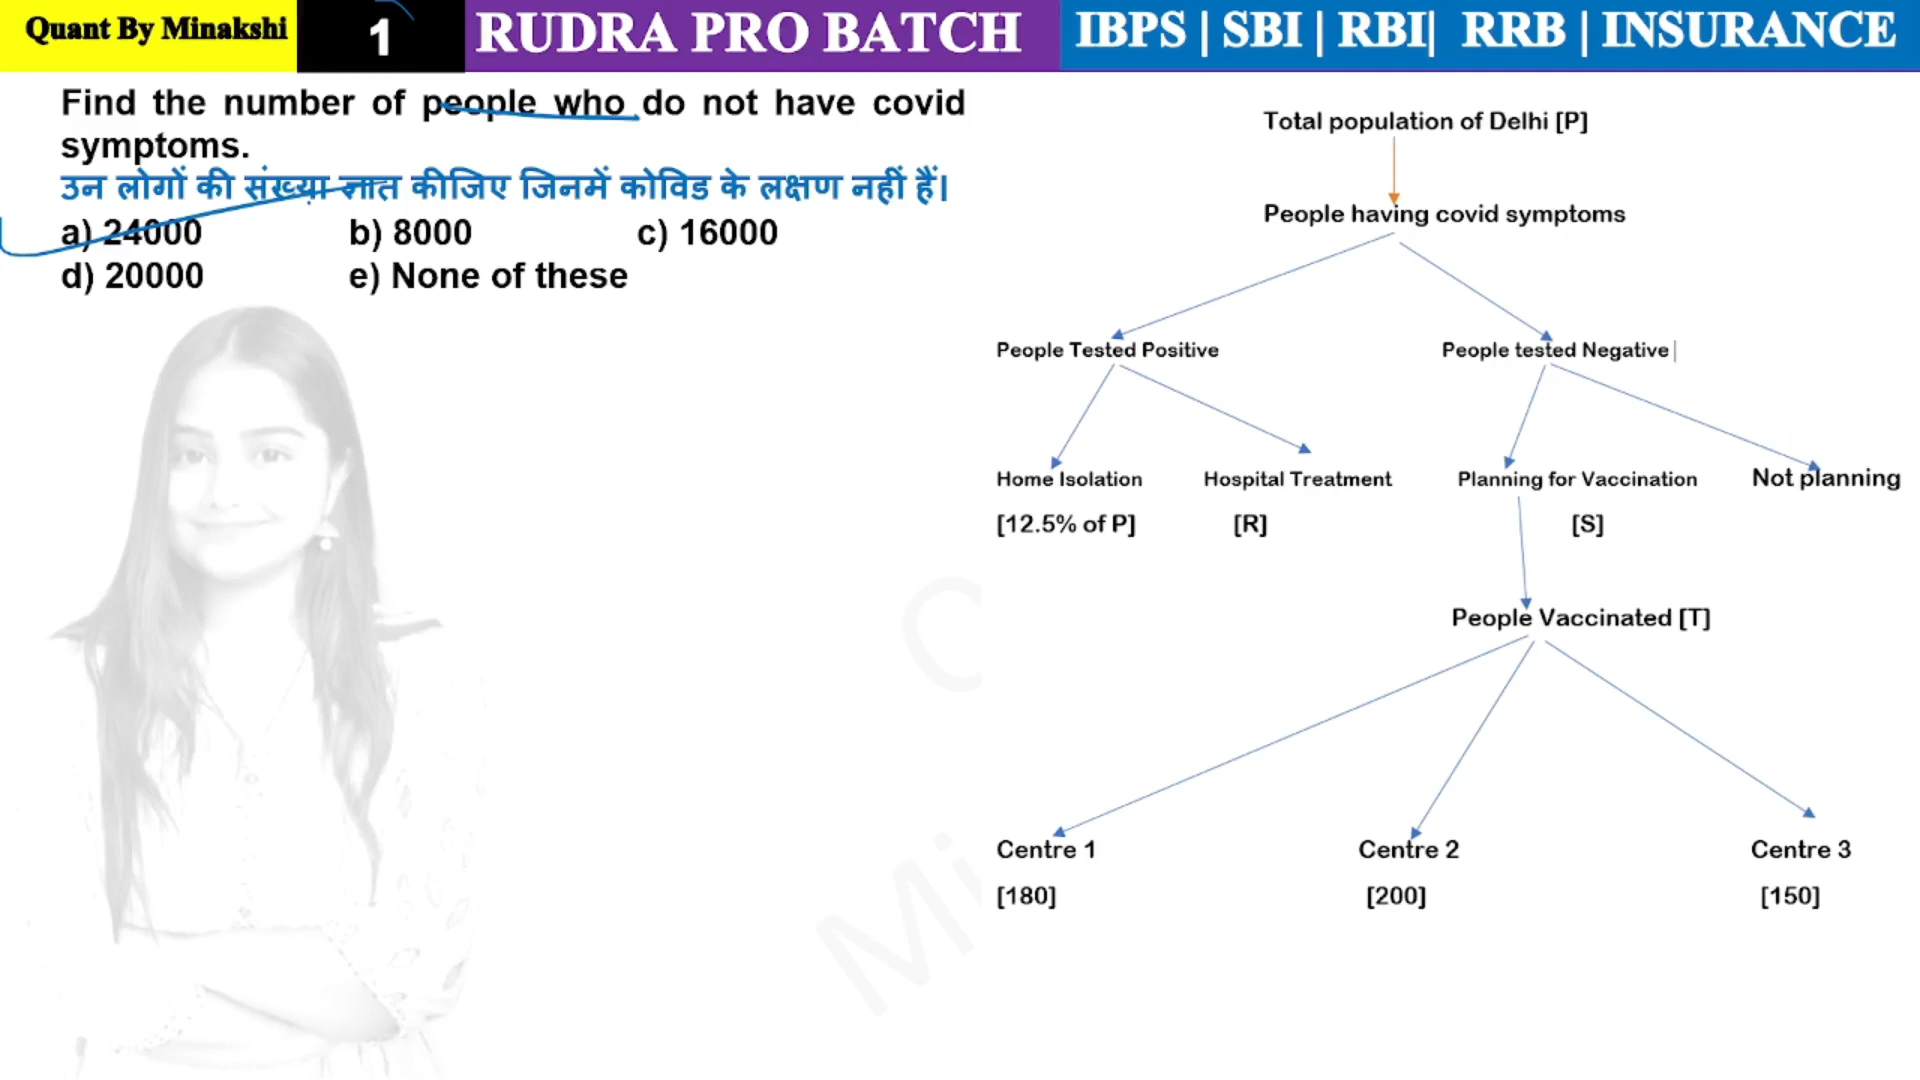 Quant By Minakshi
1
RUDRA PRO BATCH
IBPS | SBI | RBI| RRB | INSURANCE
Find the number of people who do not have covid
symptoms.
उन लोगों की संख्या ज्ञात कीजिए जिनमें कोविड के लक्षण नहीं हैं।
a) 24000 b) 8000 c) 16000
d) 20000 e) None of these
Total population of Delhi [P]
People having covid symptoms
People Tested Positive People tested Negative
Home Isolation Hospital Treatment Planning for Vaccination Not planning
[12.5% of P] [R] [S]
People Vaccinated [T]
Centre 1 Centre 2 Centre 3
[180] [200] [150]